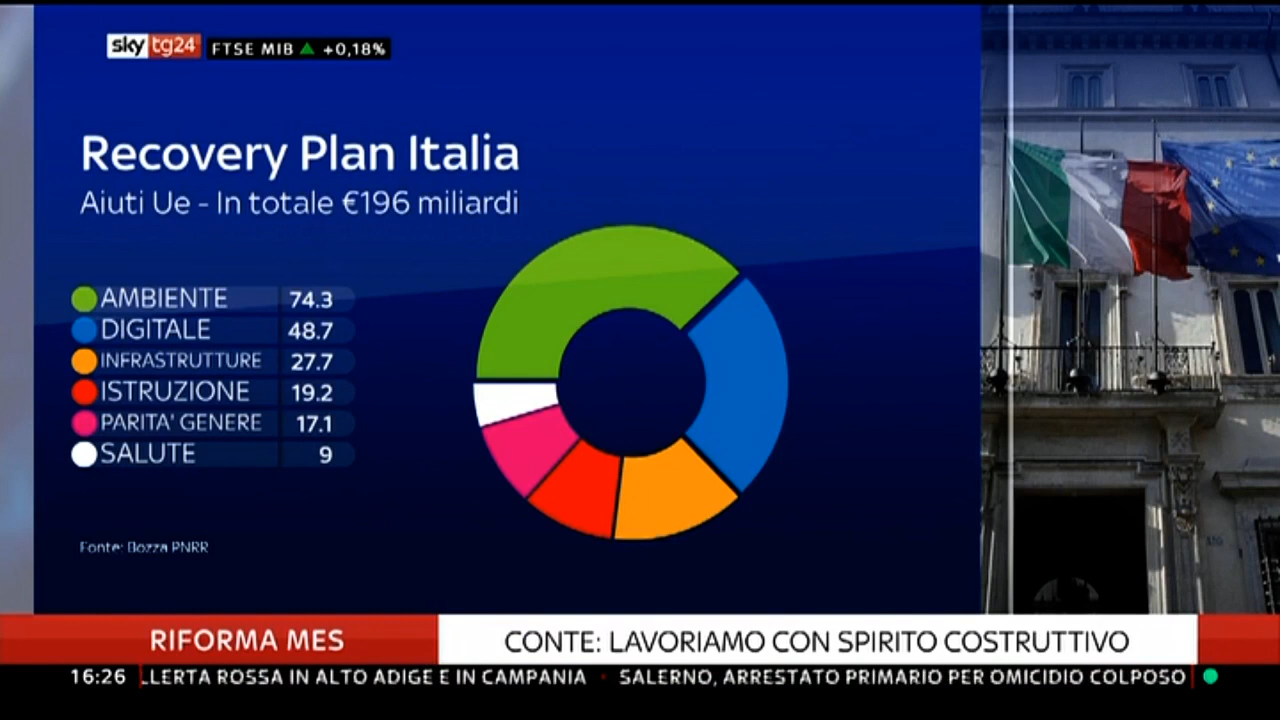 sky tg24 FTSE MIB ▲ +0,18%
Recovery Plan Italia
Aiuti Ue - In totale €196 miliardi
AMBIENTE 74.3
DIGITALE 48.7
INFRASTRUTTURE 27.7
ISTRUZIONE 19.2
PARITA' GENERE 17.1
SALUTE 9
Fonte: Bozza PNRR
RIFORMA MES CONTE: LAVORIAMO CON SPIRITO COSTRUTTIVO
16:26 LLERTA ROSSA IN ALTO ADIGE E IN CAMPANIA • SALERNO, ARRESTATO PRIMARIO PER OMICIDIO COLPOSO